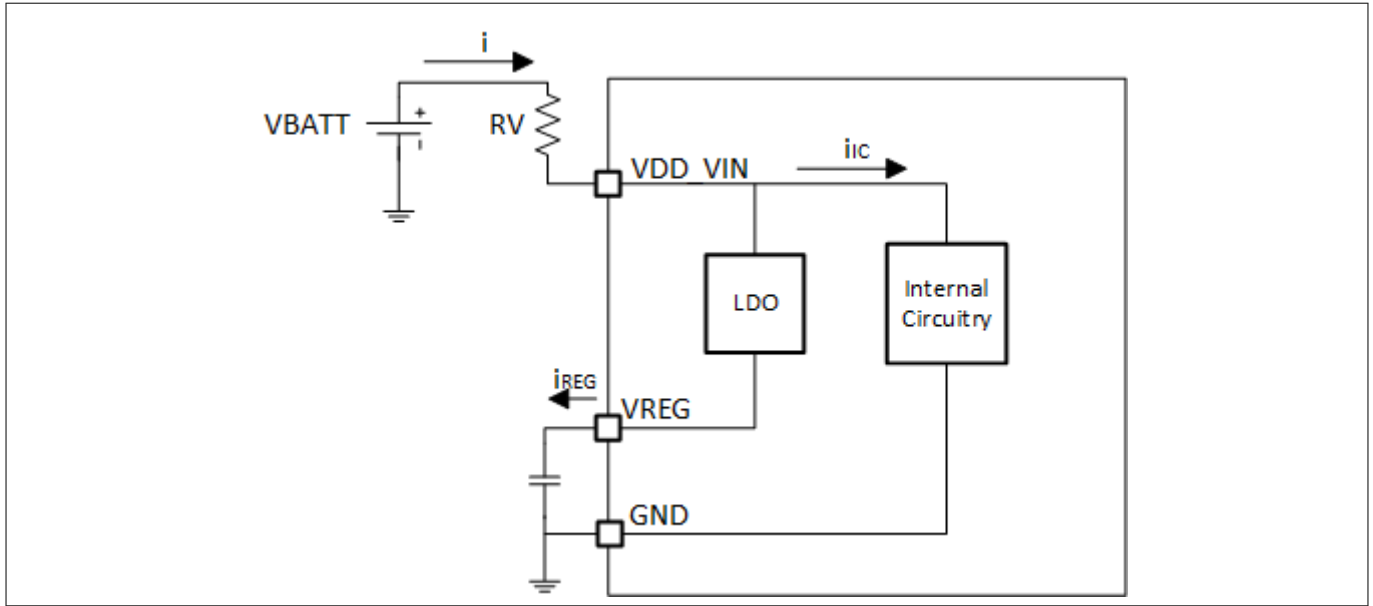 i
VBATT
+
RV
VDD_VIN
iIC
LDO
Internal
Circuitry
iREG
VREG
GND